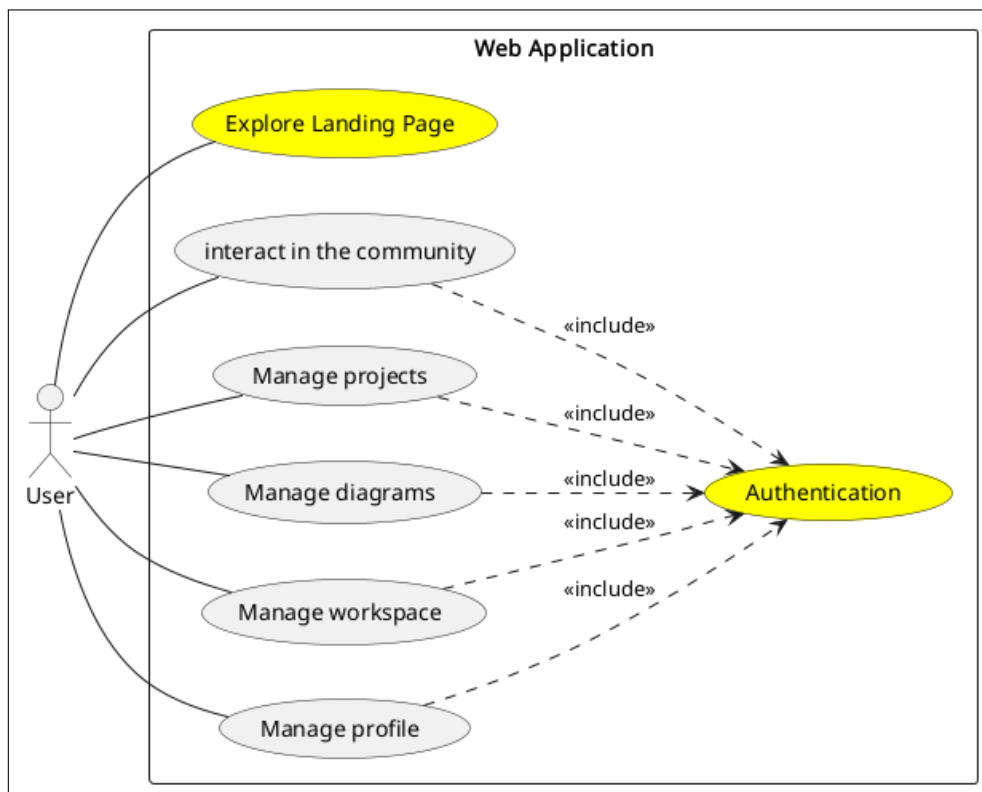 Web Application
Explore Landing Page
interact in the community
«include»
Manage projects
«include»
User
Manage diagrams
«include»
Authentication
«include»
Manage workspace
«include»
Manage profile